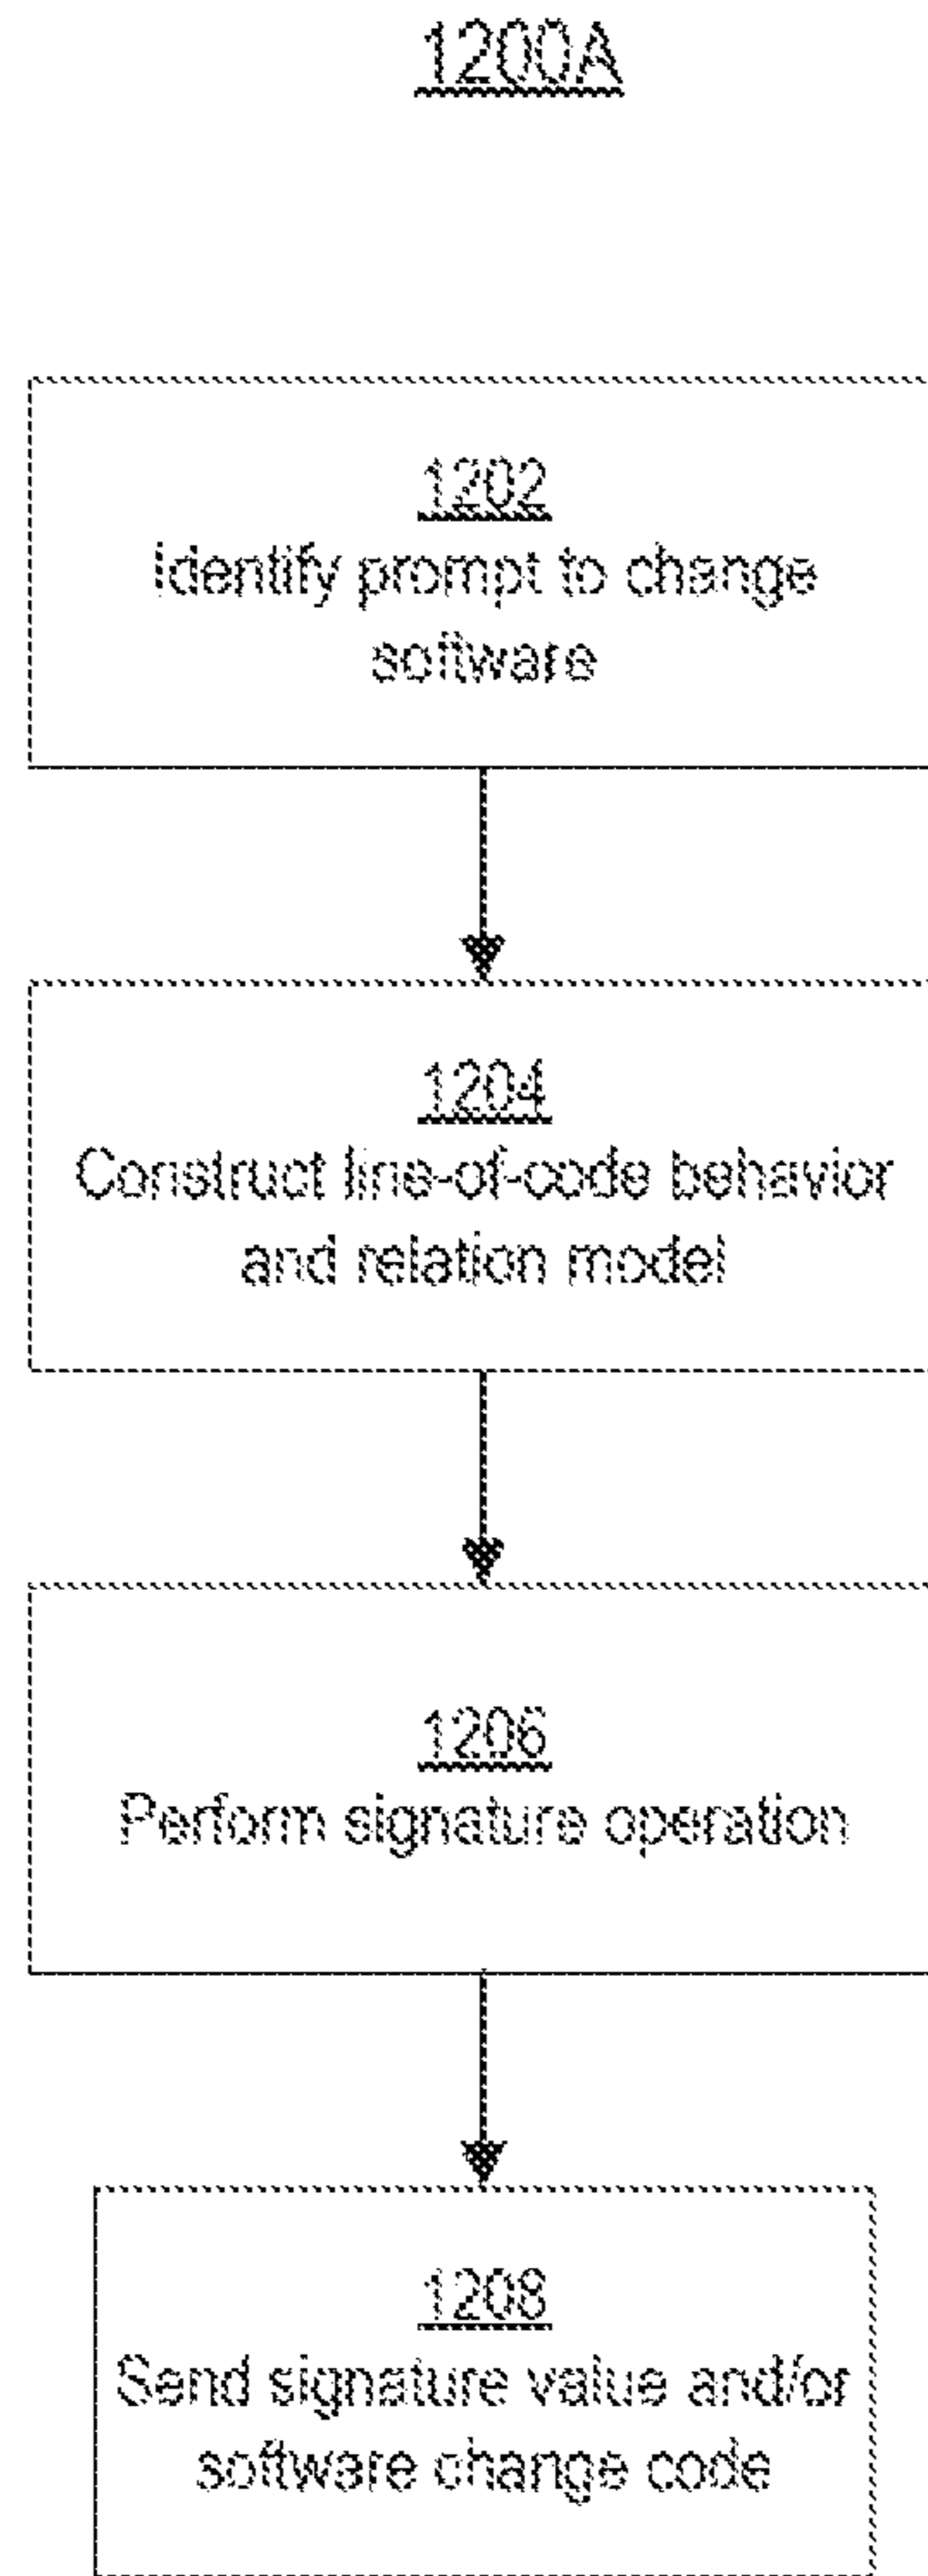 1200A
1202
Identify prompt to change
software
1204
Construct line-of-code behavior
and relation model
1206
Perform signature operation
1208
Send signature value and/or
software change code